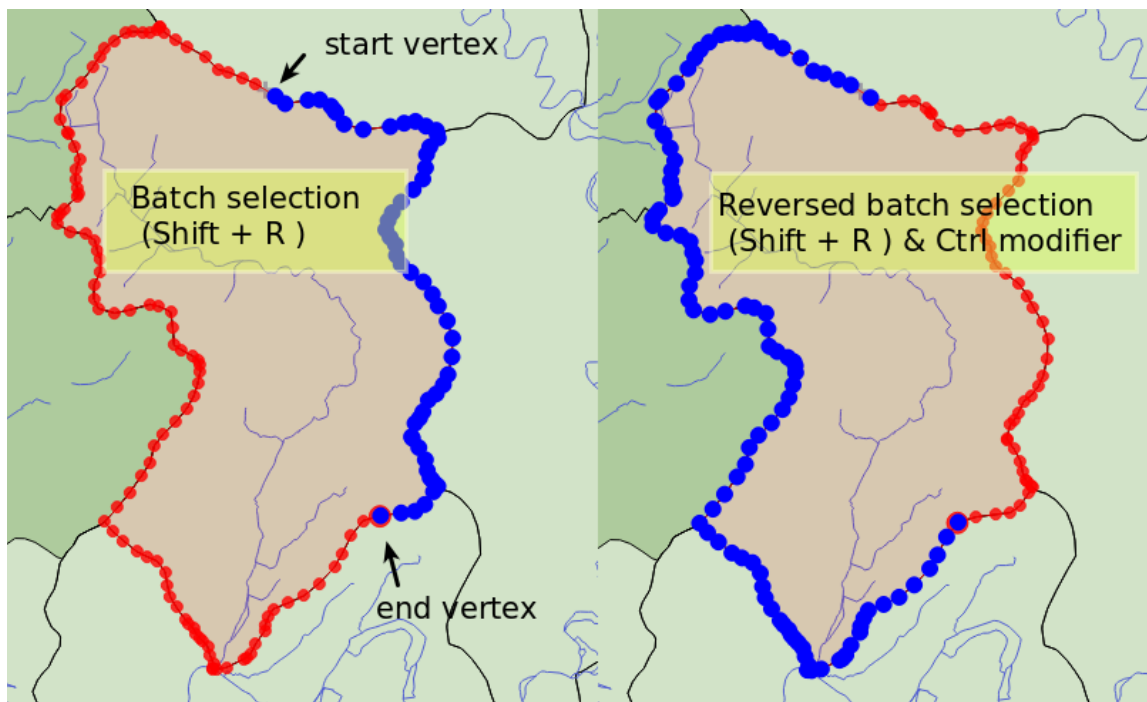 start vertex
Batch selection
(Shift + R )
end vertex
Reversed batch selection
(Shift + R ) & Ctrl modifier